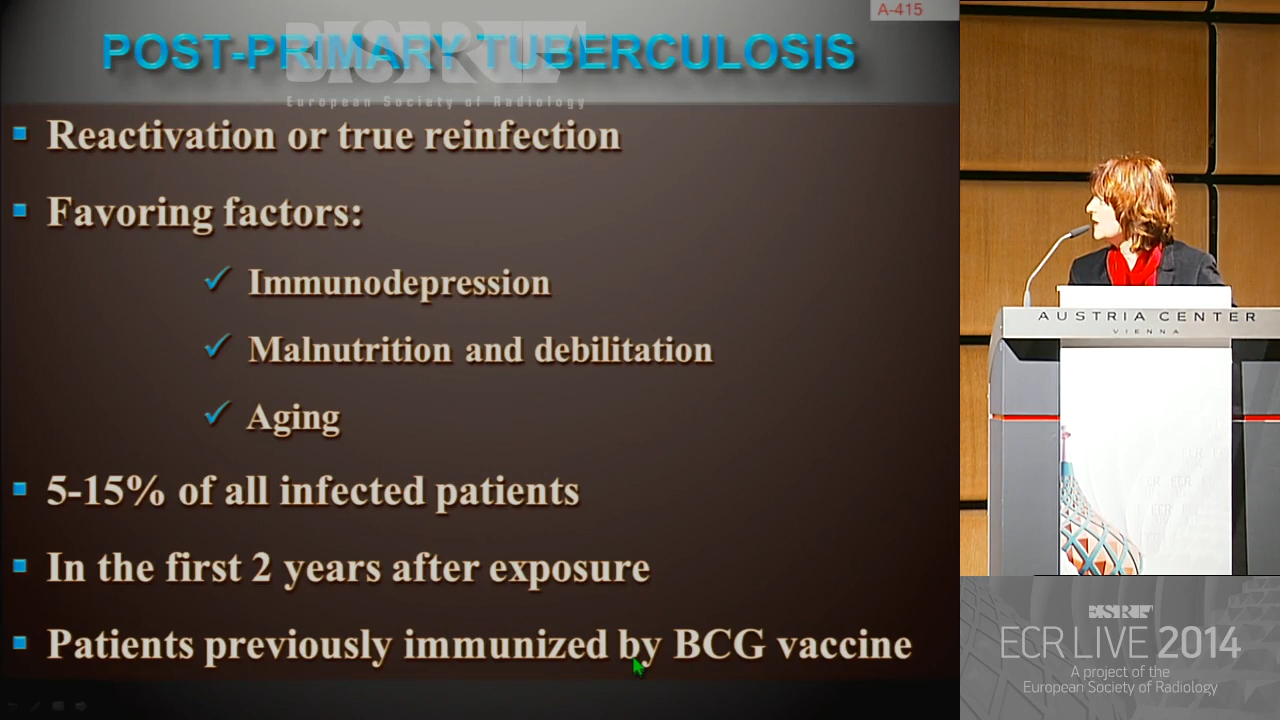 A-415
POST-PRIMARY TUBERCULOSIS
European Society of Radiology
Reactivation or true reinfection
Favoring factors:
Immunodepression
Malnutrition and debilitation
Aging
5-15% of all infected patients
In the first 2 years after exposure
Patients previously immunized by BCG vaccine
AUSTRIA CENTER
VIENNA
ECR LIVE 2014
A project of the
European Society of Radiology